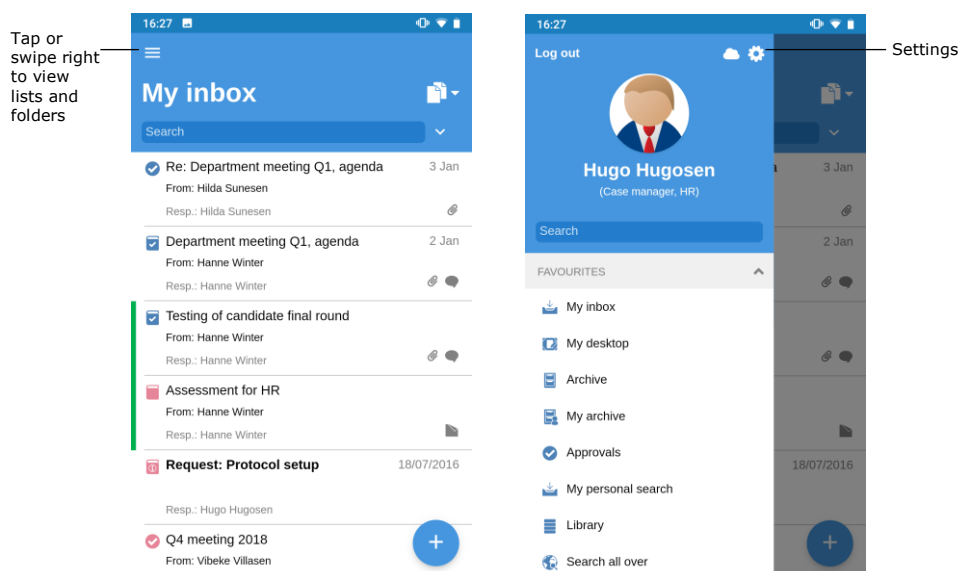 Tap or
swipe right
to view
lists and
folders
16:27
My inbox
Search
Re: Department meeting Q1, agenda 3 Jan
From: Hilda Sunesen
Resp.: Hilda Sunesen
Department meeting Q1, agenda 2 Jan
From: Hanne Winter
Resp.: Hanne Winter
Testing of candidate final round
From: Hanne Winter
Resp.: Hanne Winter
Assessment for HR
From: Hanne Winter
Resp.: Hanne Winter
Request: Protocol setup 18/07/2016
Resp.: Hugo Hugosen
Q4 meeting 2018
From: Vibeke Villasen
+
16:27
Log out
Settings
Hugo Hugosen
(Case manager, HR)
Search
FAVOURITES
My inbox
My desktop
Archive
My archive
Approvals
My personal search
Library
Search all over
a 3 Jan
2 Jan
18/07/2016
+